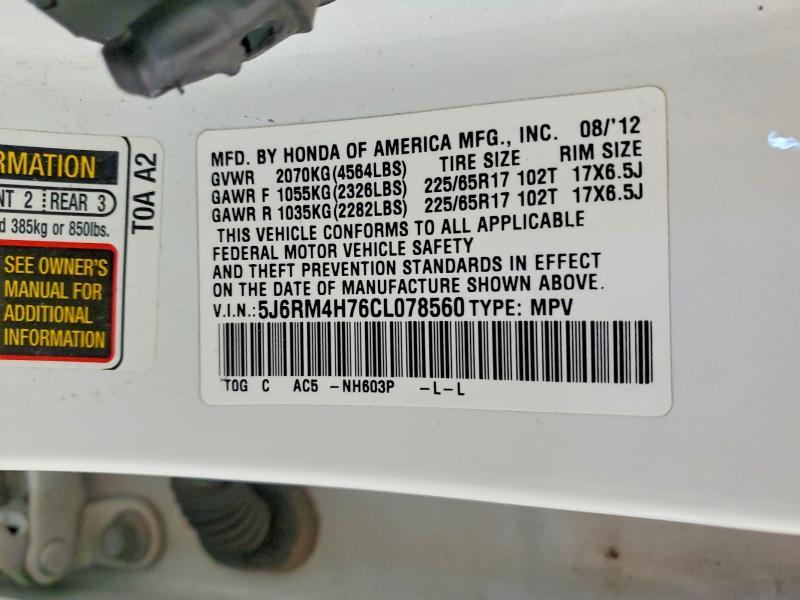 RMATION
NT 2 REAR 3
d 385kg or 850lbs.
SEE OWNER'S
MANUAL FOR
ADDITIONAL
INFORMATION
T0A A2
MFD. BY HONDA OF AMERICA MFG., INC. 08/'12
GVWR 2070KG(4564LBS) TIRE SIZE RIM SIZE
GAWR F 1055KG(2326LBS) 225/65R17 102T 17X6.5J
GAWR R 1035KG(2282LBS) 225/65R17 102T 17X6.5J
THIS VEHICLE CONFORMS TO ALL APPLICABLE
FEDERAL MOTOR VEHICLE SAFETY
AND THEFT PREVENTION STANDARDS IN EFFECT
ON THE DATE OF MANUFACTURE SHOWN ABOVE.
V.I.N.: 5J6RM4H76CL078560 TYPE: MPV
T0G C AC5 -NH603P -L-L